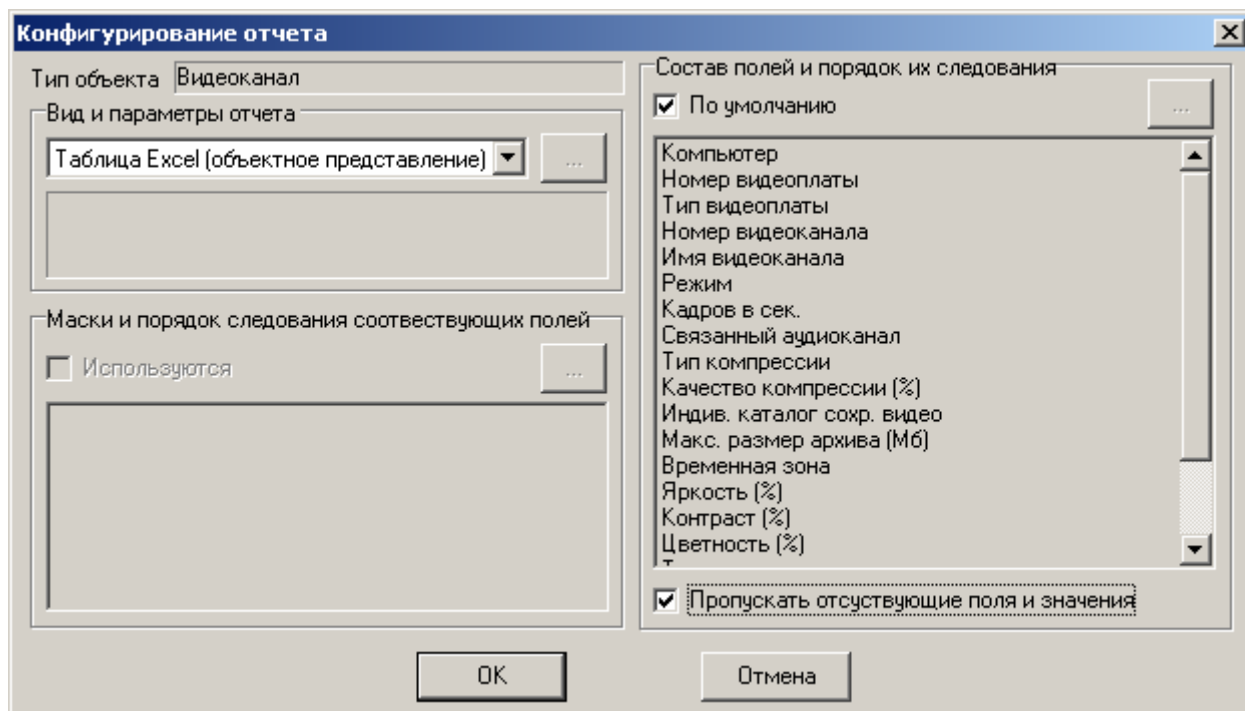 Конфигурирование отчета
Тип объекта Видеоканал
Вид и параметры отчета
Таблица Excel (объектное представление)
...
Маски и порядок следования соотвествующих полей
Используются
...
Состав полей и порядок их следования
По умолчанию
...
Компьютер
Номер видеоплаты
Тип видеоплаты
Номер видеоканала
Имя видеоканала
Режим
Кадров в сек.
Связанный аудиоканал
Тип компрессии
Качество компрессии (%)
Индив. каталог сохр. видео
Макс. размер архива (Мб)
Временная зона
Яркость (%)
Контраст (%)
Цветность (%)
Пропускать отсуствующие поля и значения
OK
Отмена